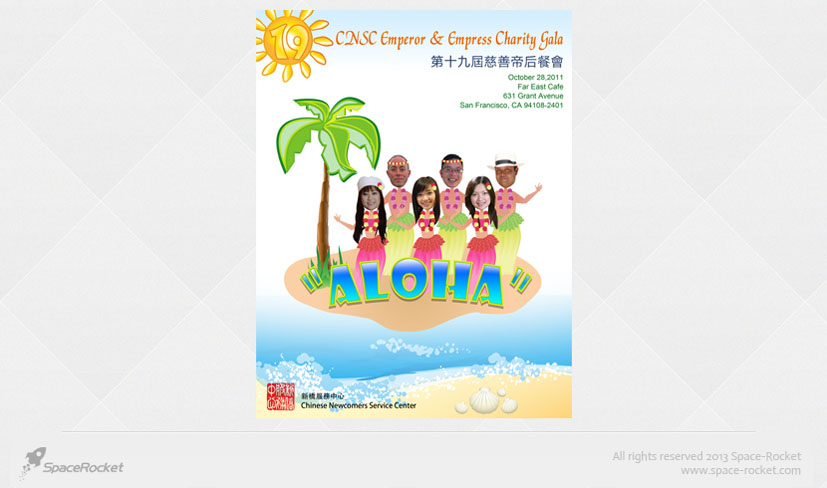 19
CNSC Emperor & Empress Charity Gala
第十九屆慈善帝后餐會
October 28,2011
Far East Cafe
631 Grant Avenue
San Francisco, CA 94108-2401
"ALOHA"
新橋服務中心
Chinese Newcomers Service Center
SpaceRocket
All rights reserved 2013 Space-Rocket
www.space-rocket.com